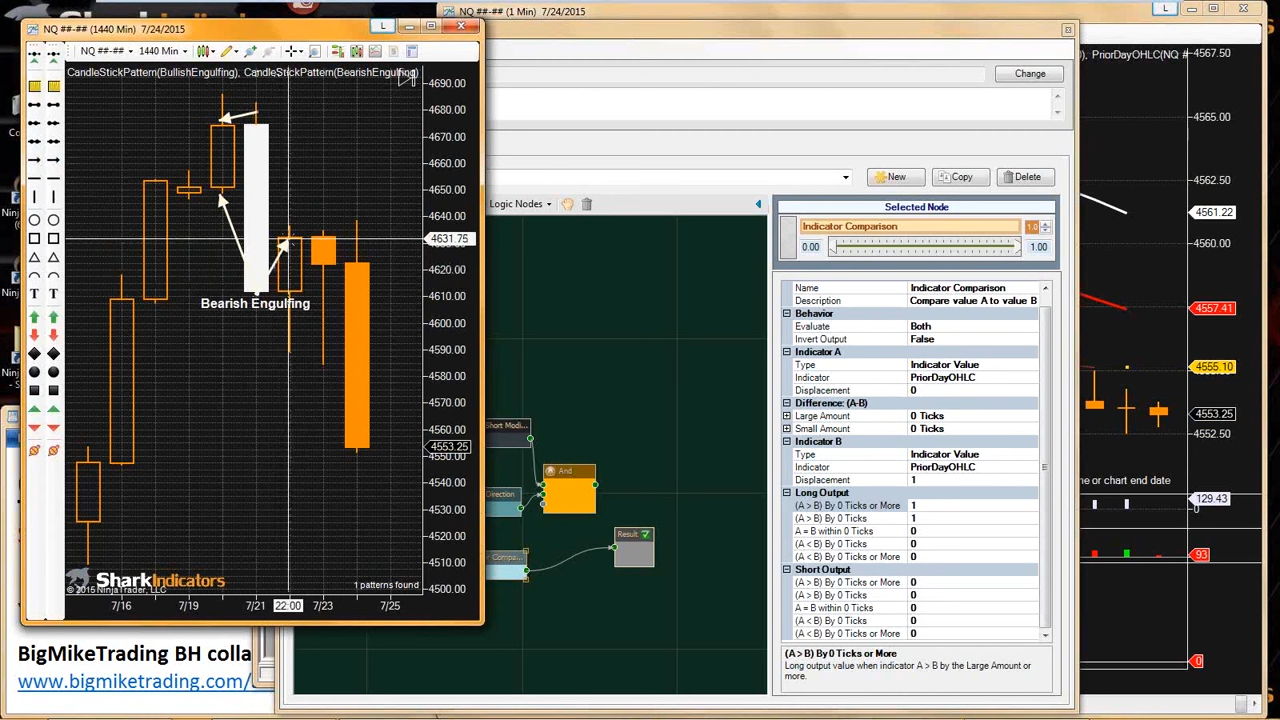 NQ ##-## (1 Min)  7/24/2015
L
NQ ##-## (1440 Min)  7/24/2015
L
NQ ##-##
1440 Min
CandleStickPattern(BullishEngulfing), CandleStickPattern(BearishEngulfing)
4690.00
4680.00
4670.00
4660.00
4650.00
4640.00
4631.75
4620.00
4610.00
4600.00
4590.00
4580.00
4570.00
4560.00
4553.25
4550.00
4540.00
4530.00
4520.00
4510.00
4500.00
T
T
Bearish Engulfing
SharkIndicators
© 2015 NinjaTrader, LLC
1 patterns found
7/16
7/19
7/21
22:00
7/23
7/25
BigMikeTrading BH colla
www.bigmiketrading.com/
Change
New
Copy
Delete
Logic Nodes
Short Modi...
Direction
And
r Compa...
Result
Selected Node
Indicator Comparison
1.0
0.00
1.00
Name Indicator Comparison
Description Compare value A to value B
Behavior
Evaluate Both
Invert Output False
Indicator A
Type Indicator Value
Indicator PriorDayOHLC
Displacement 0
Difference: (A-B)
Large Amount 0 Ticks
Small Amount 0 Ticks
Indicator B
Type Indicator Value
Indicator PriorDayOHLC
Displacement 1
Long Output
(A > B) By 0 Ticks or More 1
(A > B) By 0 Ticks 1
A = B within 0 Ticks 0
(A < B) By 0 Ticks 0
(A < B) By 0 Ticks or More 0
Short Output
(A > B) By 0 Ticks or More 0
(A > B) By 0 Ticks 0
A = B within 0 Ticks 0
(A < B) By 0 Ticks 0
(A < B) By 0 Ticks or More 0
(A > B) By 0 Ticks or More
Long output value when indicator A > B by the Large Amount or
more.
), PriorDayOHLC(NQ #
4567.50
4565.00
4562.50
4561.22
4560.00
4557.41
4555.10
4553.25
4552.50
me or chart end date
129.43
0
93
0